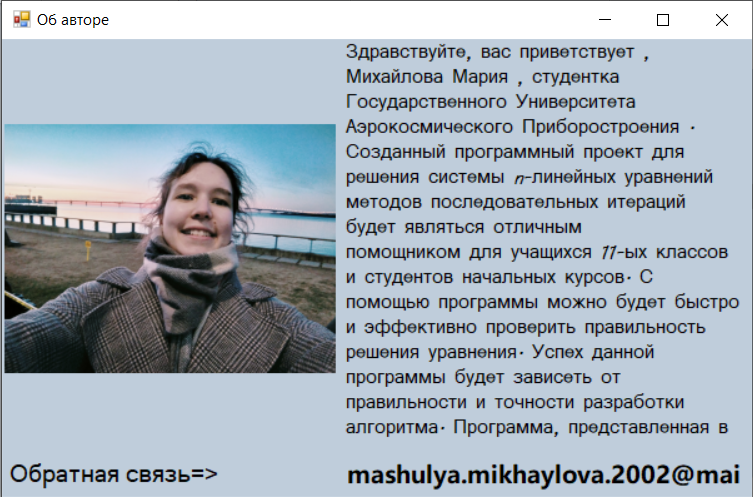 Об авторе
Здравствуйте, вас приветствует ,
Михайлова Мария , студентка
Государственного Университета
Аэрокосмического Приборостроения .
Созданный программный проект для
решения системы n-линейных уравнений
методов последовательных итераций
будет являться отличным
помощником для учащихся 11-ых классов
и студентов начальных курсов. С
помощью программы можно будет быстро
и эффективно проверить правильность
решения уравнения. Успех данной
программы будет зависеть от
правильности и точности разработки
алгоритма. Программа, представленная в
Обратная связь=>
mashulya.mikhaylova.2002@mai